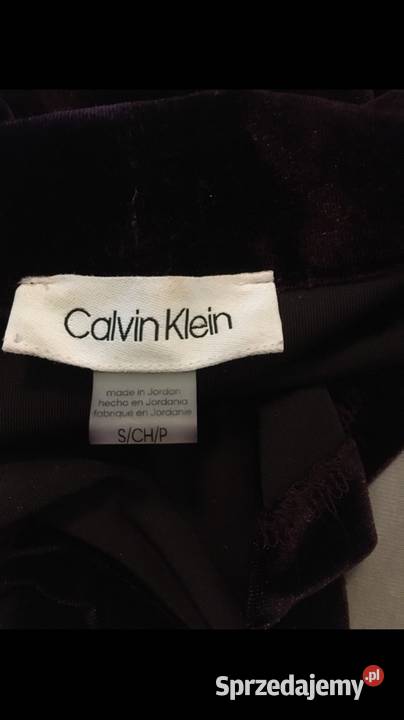 Calvin Klein
made in Jordan
hecho en Jordania
fabriqué en Jordanie
S/CH/P
Sprzedajemy.pl